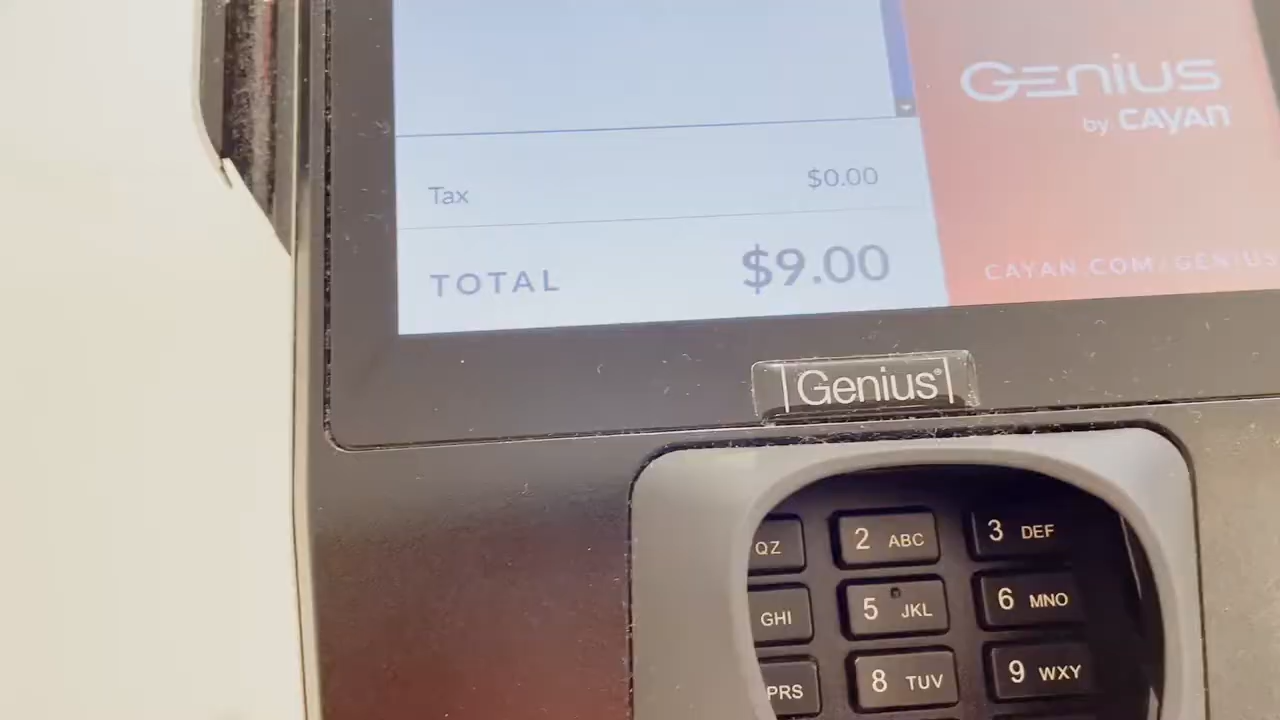 GENIUS
by CAYAN
Tax $0.00
TOTAL $9.00
CAYAN.COM/GENIUS
|Genius®|
QZ 2 ABC 3 DEF
GHI 5 JKL 6 MNO
PRS 8 TUV 9 WXY